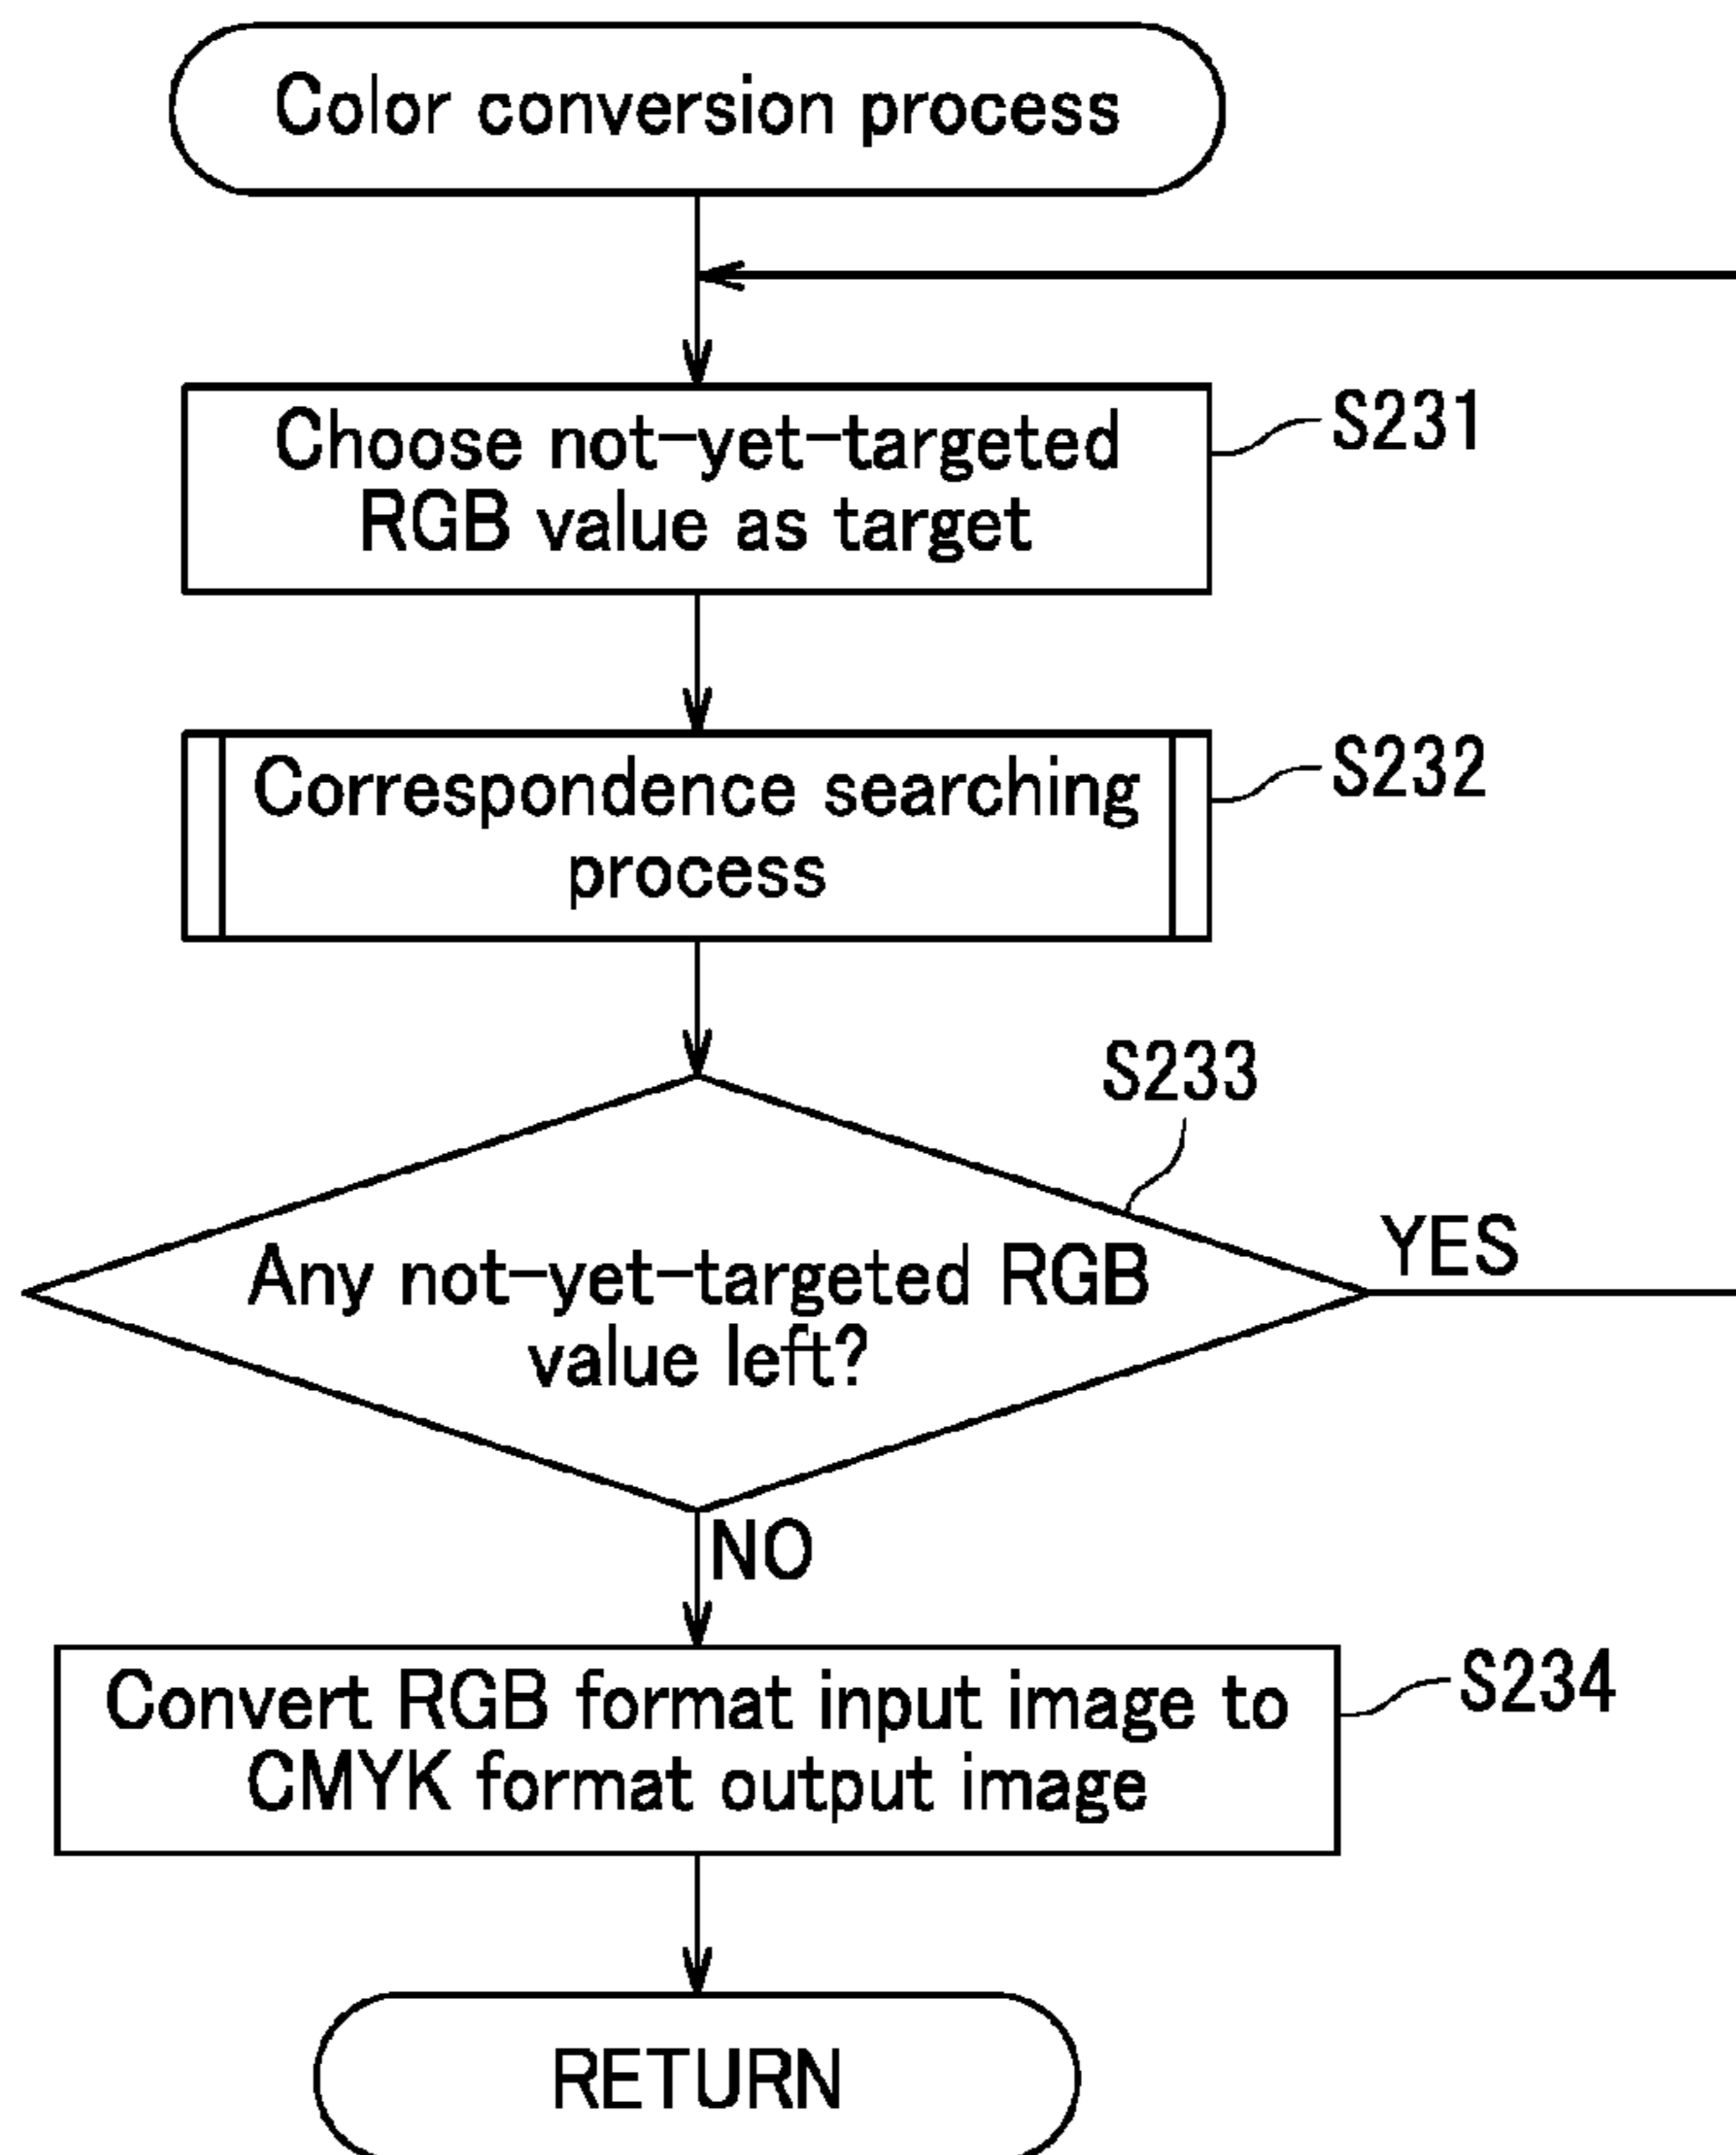 Color conversion process
Choose not-yet-targeted
RGB value as target
S231
Correspondence searching
process
S232
S233
Any not-yet-targeted RGB
value left?
YES
NO
Convert RGB format input image to
CMYK format output image
S234
RETURN